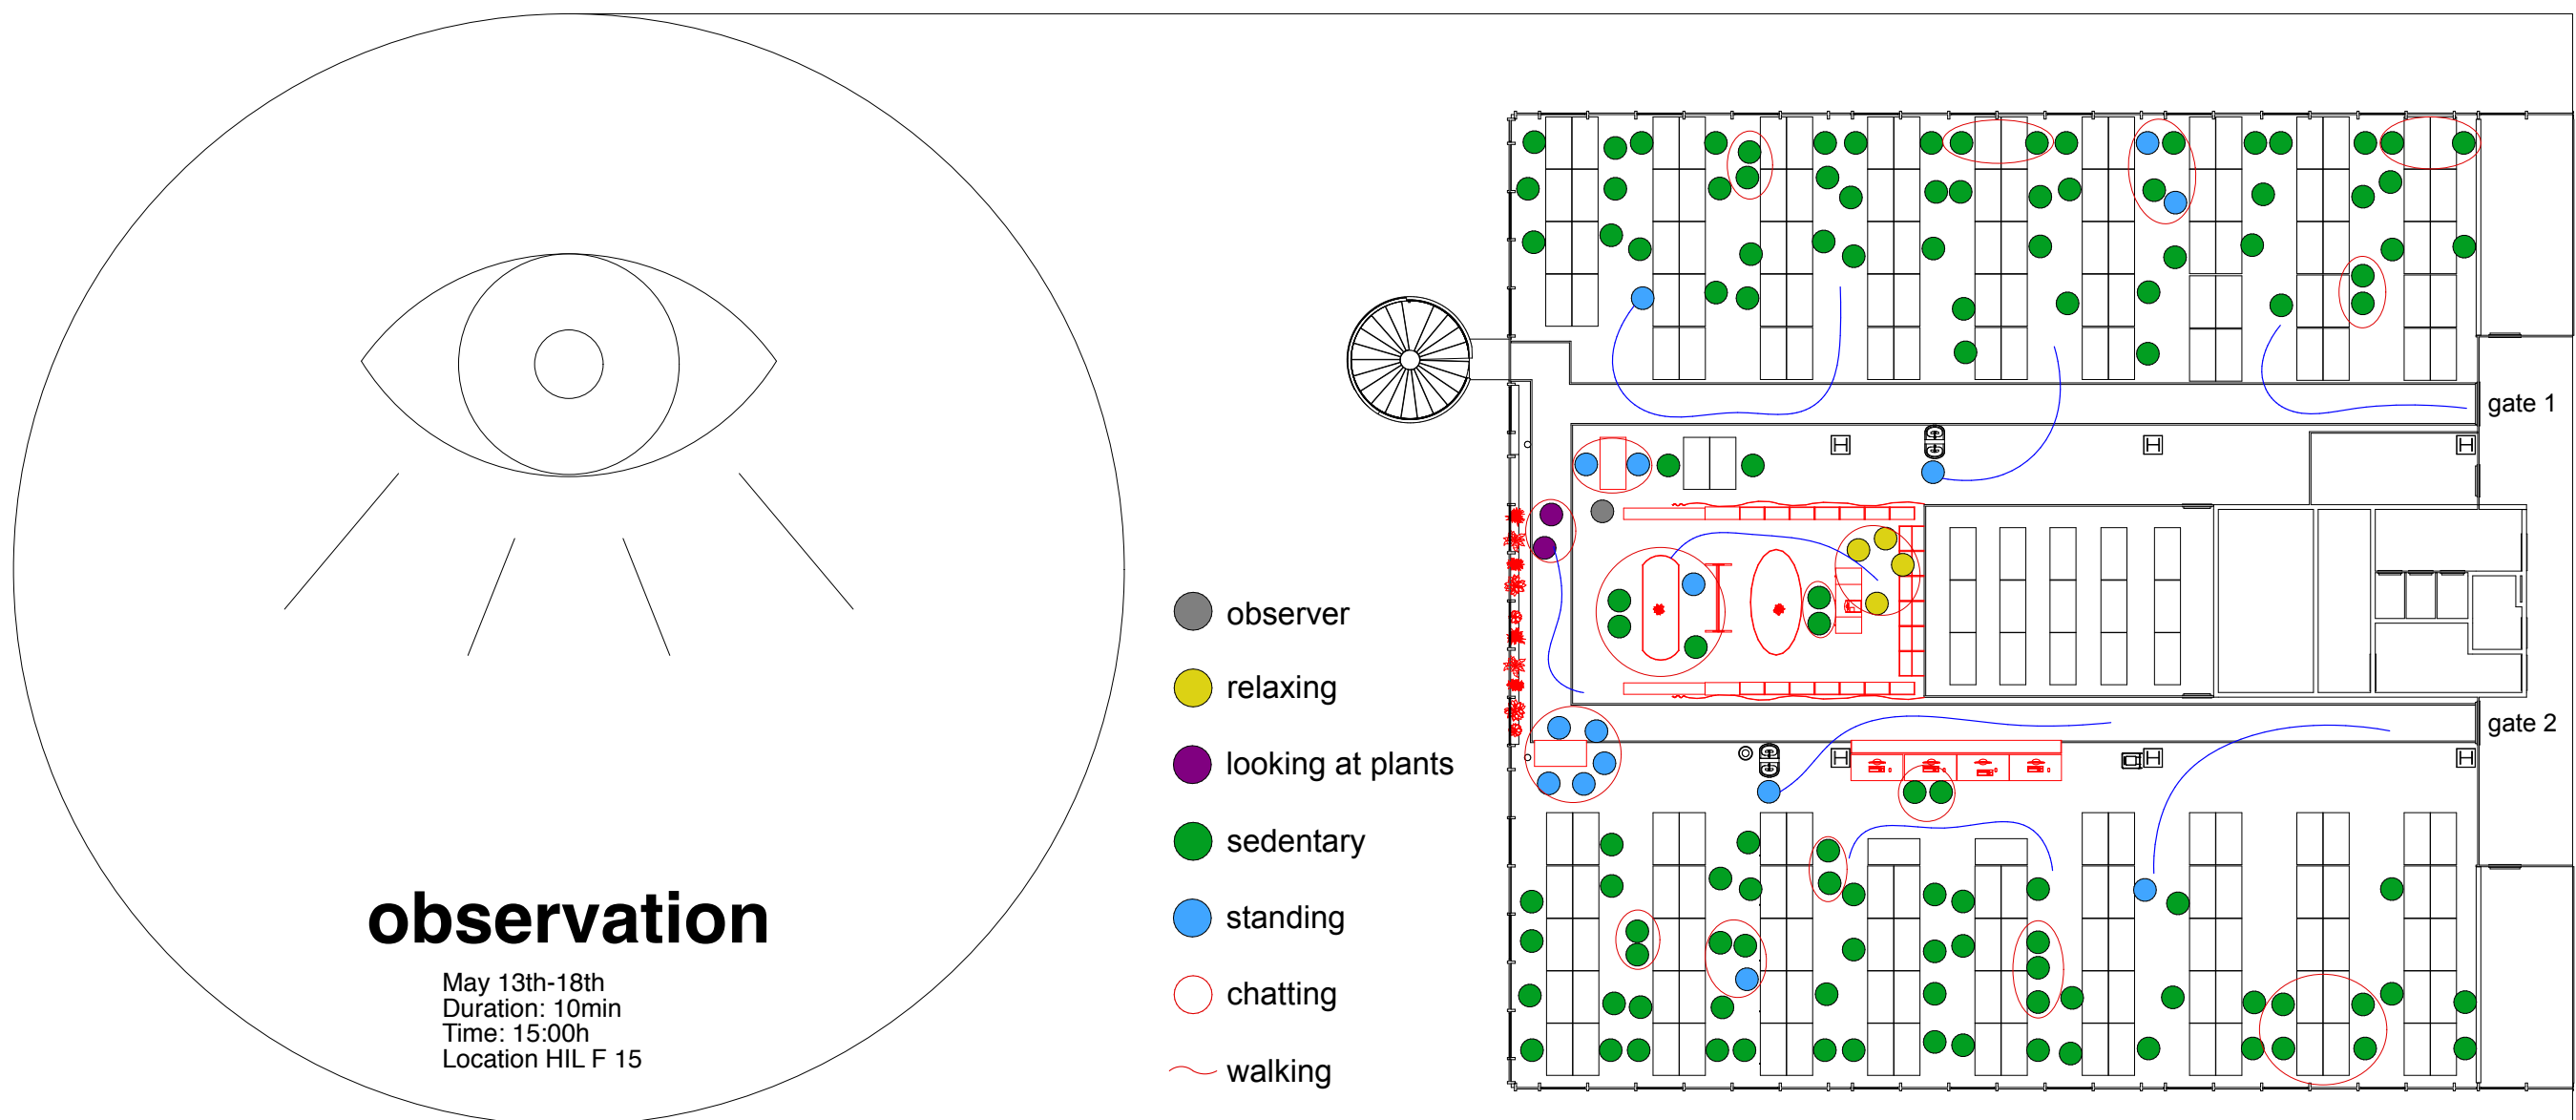 observation
May 13th-18th
Duration: 10min
Time: 15:00h
Location HIL F 15
observer
relaxing
looking at plants
sedentary
standing
chatting
walking
gate 1
gate 2